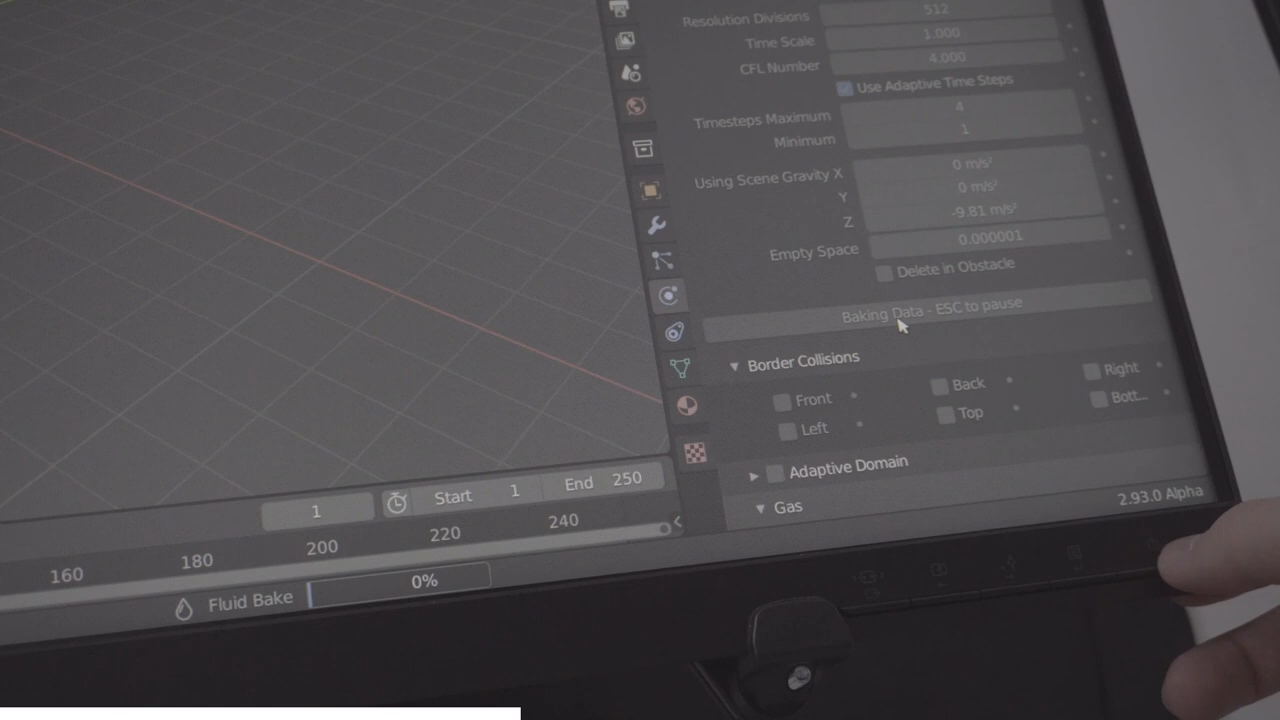 Resolution Divisions 512
Time Scale 1.000
CFL Number 4.000
Use Adaptive Time Steps
Timesteps Maximum 4
Minimum 1
Using Scene Gravity X 0 m/s²
Y 0 m/s²
Z -9.81 m/s²
Empty Space 0.000001
Delete in Obstacle
Baking Data - ESC to pause
Border Collisions
Front Back Right
Left Top Bott...
Adaptive Domain
Gas
2.93.0 Alpha
1 Start 1 End 250
160 180 200 220 240
Fluid Bake 0%